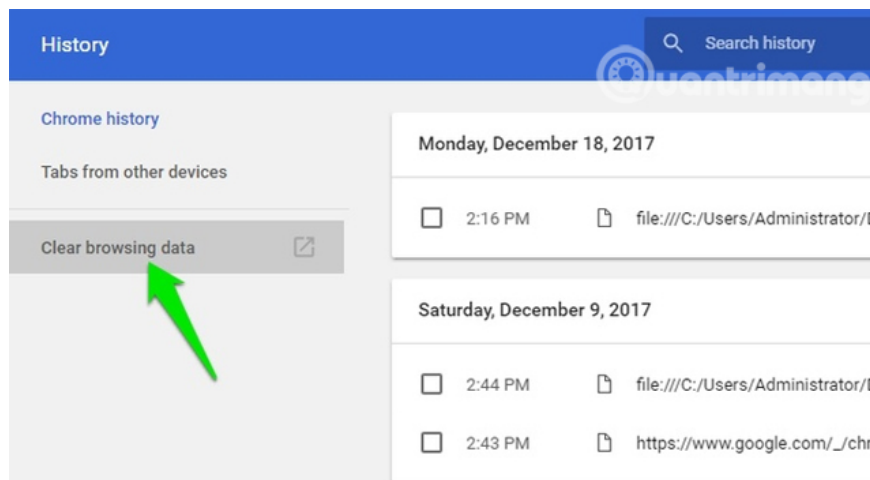 History
Search history
uantrimang
Chrome history
Tabs from other devices
Clear browsing data
Monday, December 18, 2017
2:16 PM file:///C:/Users/Administrator/D
Saturday, December 9, 2017
2:44 PM file:///C:/Users/Administrator/D
2:43 PM https://www.google.com/_/chr